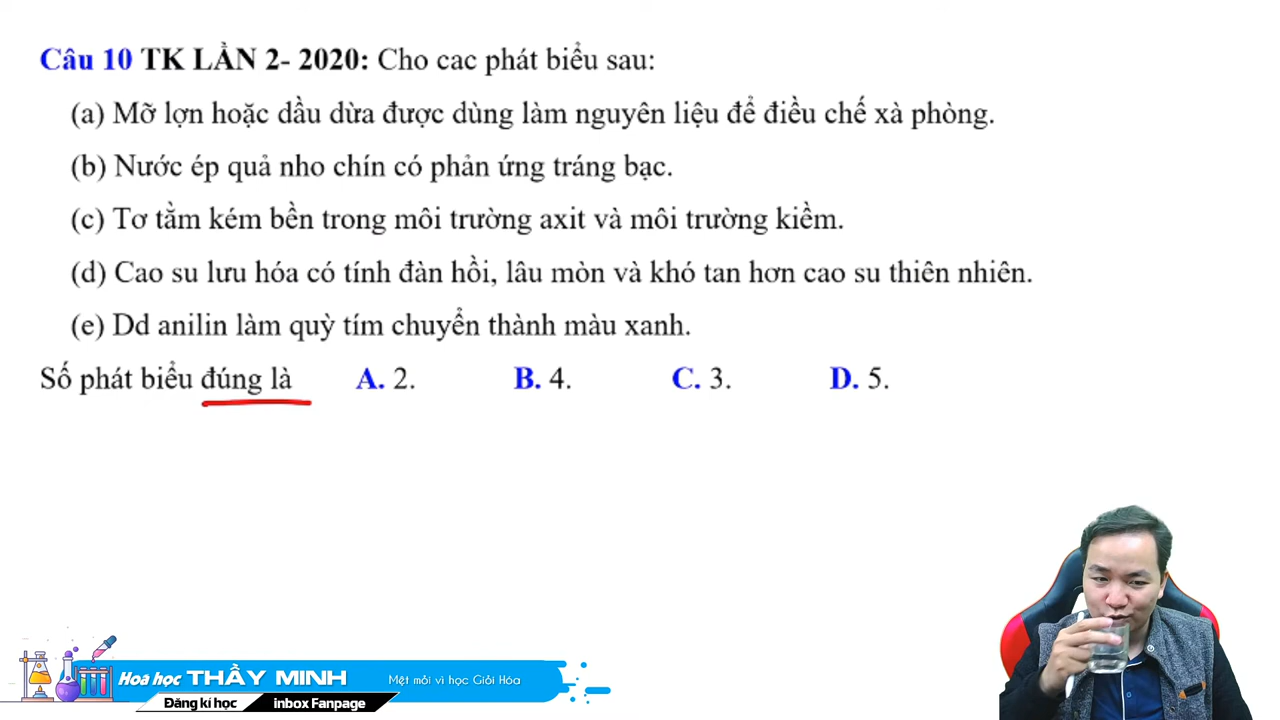 Câu 10 TK LẦN 2- 2020: Cho cac phát biểu sau:
(a) Mỡ lợn hoặc dầu dừa được dùng làm nguyên liệu để điều chế xà phòng.
(b) Nước ép quả nho chín có phản ứng tráng bạc.
(c) Tơ tằm kém bền trong môi trường axit và môi trường kiềm.
(d) Cao su lưu hóa có tính đàn hồi, lâu mòn và khó tan hơn cao su thiên nhiên.
(e) Dd anilin làm quỳ tím chuyển thành màu xanh.
Số phát biểu đúng là A. 2. B. 4. C. 3. D. 5.
Hoá học THẦY MINH Mệt mỏi vì học Giỏi Hóa
Đăng kí học inbox Fanpage